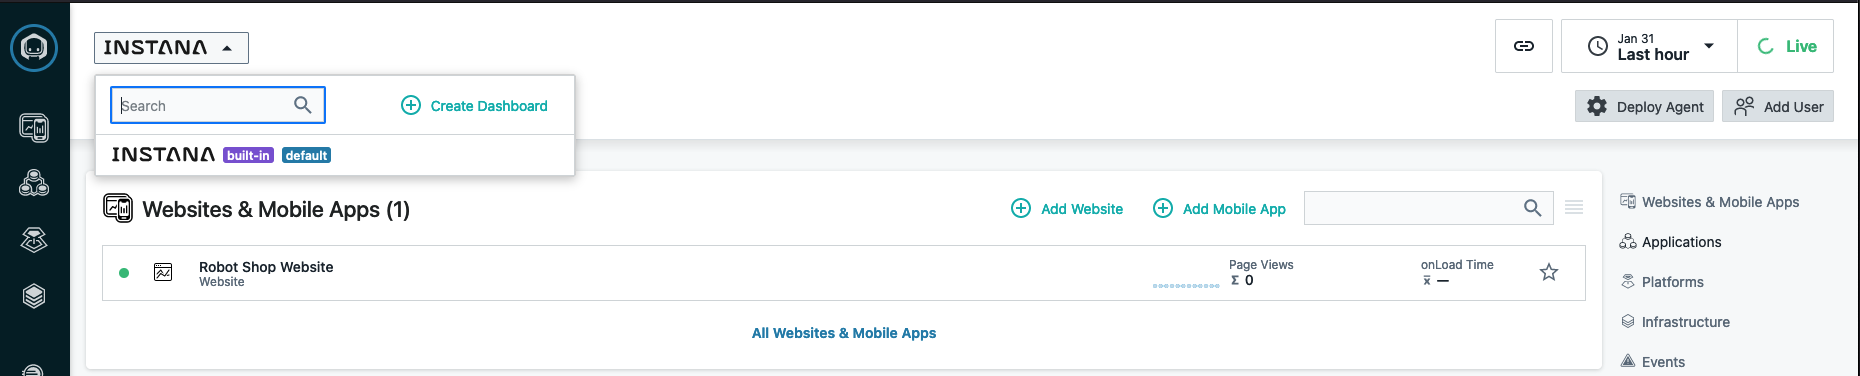 INSTANA
Jan 31
Last hour
Live
Search
Create Dashboard
Deploy Agent
Add User
INSTANA built-in default
Websites & Mobile Apps (1)
Add Website
Add Mobile App
Robot Shop Website
Website
Page Views
Σ 0
onLoad Time
x̄ —
All Websites & Mobile Apps
Websites & Mobile Apps
Applications
Platforms
Infrastructure
Events